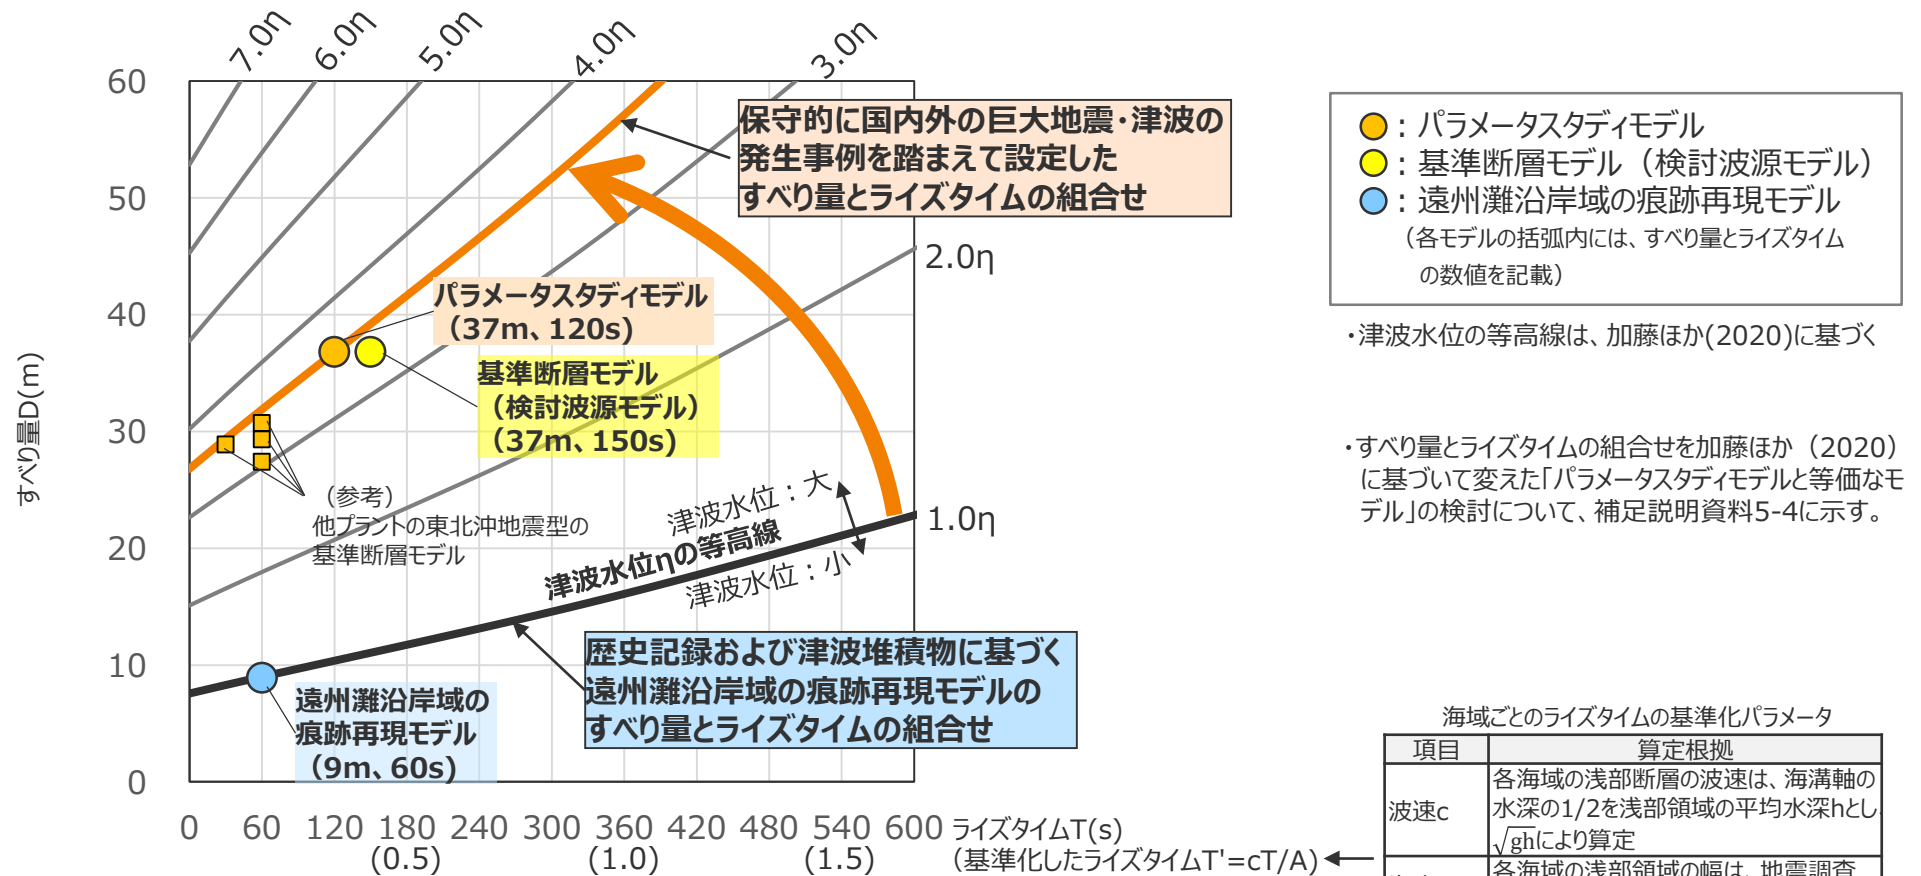 7.0η
6.0η
5.0η
4.0η
3.0η
60
50
40
30
20
10
0
すべり量D(m)
保守的に国内外の巨大地震・津波の
発生事例を踏まえて設定した
すべり量とライズタイムの組合せ
2.0η
パラメータスタディモデル
（37m、120s)
基準断層モデル
（検討波源モデル）
（37m、150s)
（参考）
他プラントの東北沖地震型の
基準断層モデル
津波水位：大
津波水位ηの等高線
津波水位：小
1.0η
歴史記録および津波堆積物に基づく
遠州灘沿岸域の痕跡再現モデルの
すべり量とライズタイムの組合せ
遠州灘沿岸域の
痕跡再現モデル
（9m、60s)
0 60 120 180 240 300 360 420 480 540 600 ライズタイムT(s)
(0.5) (1.0) (1.5) （基準化したライズタイムT'=cT/A)
：パラメータスタディモデル
：基準断層モデル（検討波源モデル）
：遠州灘沿岸域の痕跡再現モデル
（各モデルの括弧内には、すべり量とライズタイム
の数値を記載）
・津波水位の等高線は、加藤ほか(2020)に基づく
・すべり量とライズタイムの組合せを加藤ほか（2020）
に基づいて変えた「パラメータスタディモデルと等価なモ
デル」の検討について、補足説明資料5-4に示す。
海域ごとのライズタイムの基準化パラメータ
項目 算定根拠
波速c
各海域の浅部断層の波速は、海溝軸の
水深の1/2を浅部領域の平均水深hとし、
√ghにより算定
各海域の浅部領域の幅は、地震調査